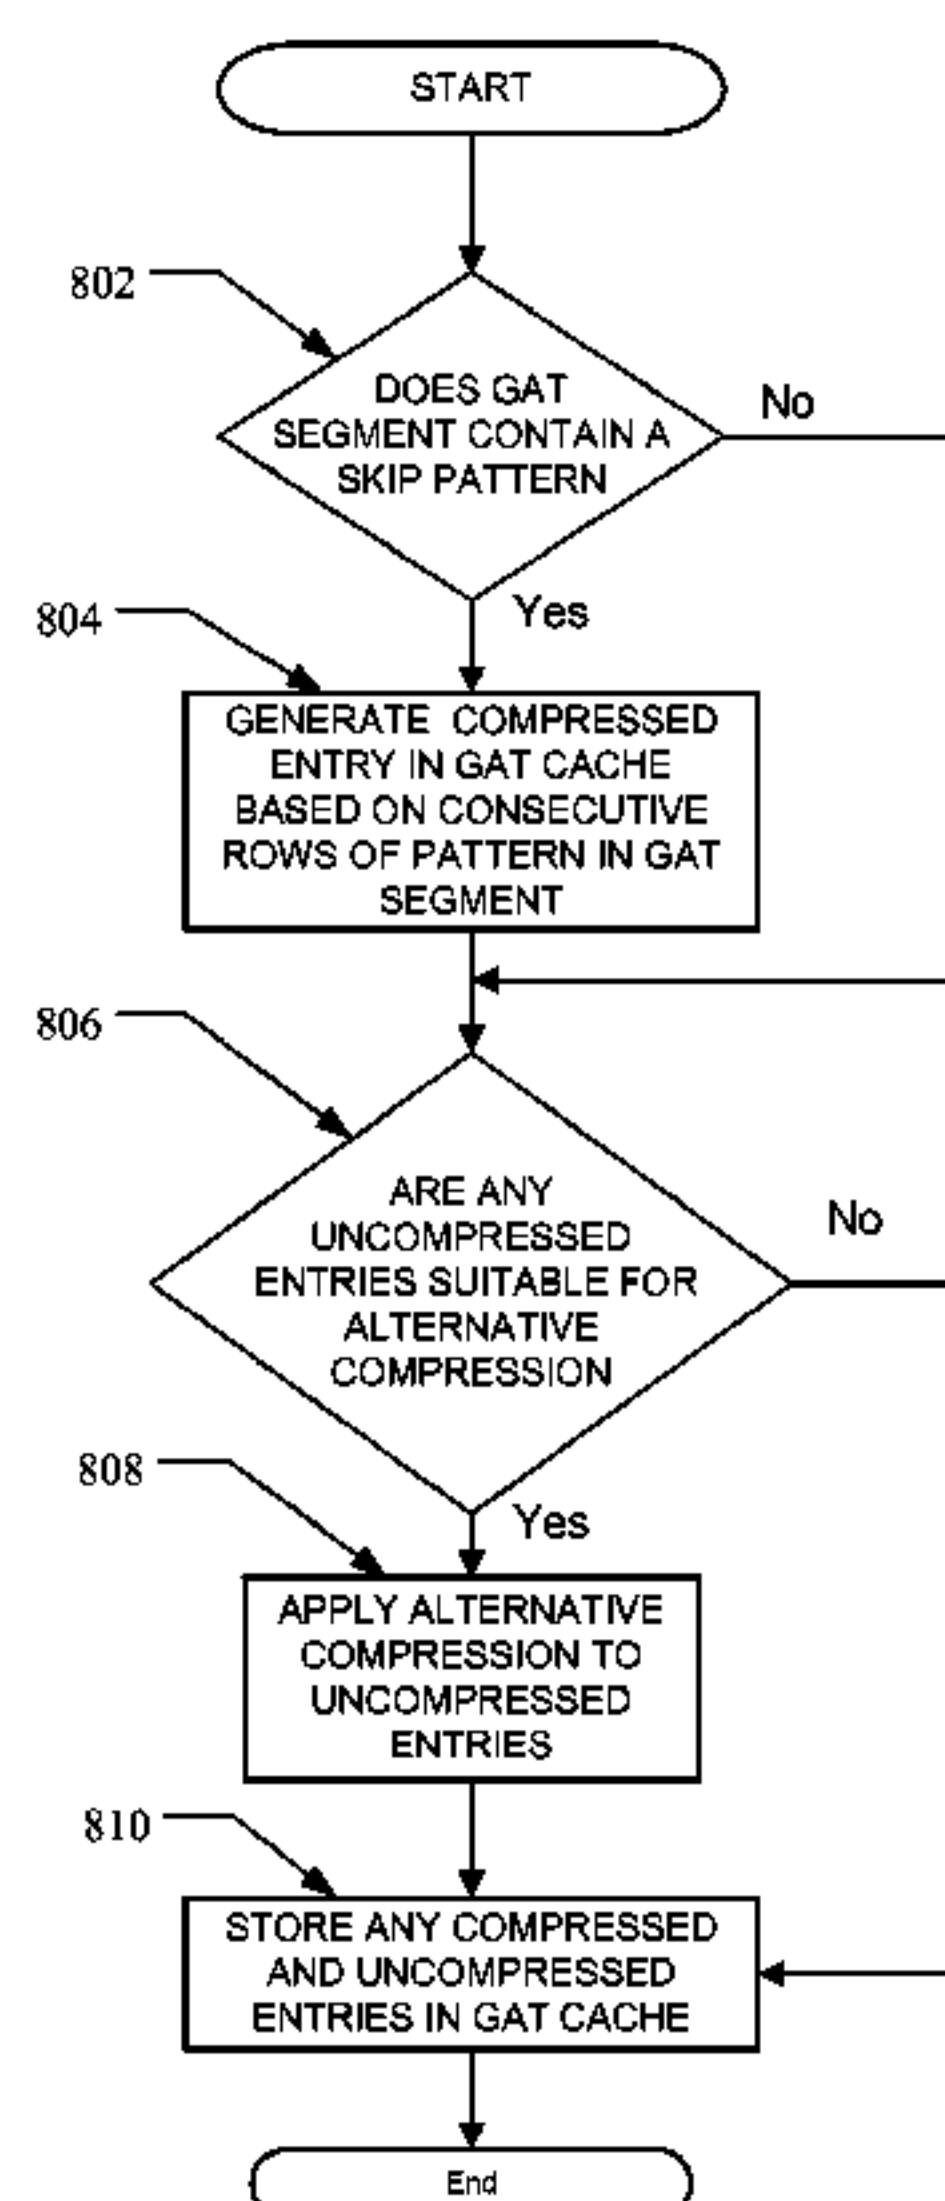 START
802
DOES GAT
SEGMENT CONTAIN A
SKIP PATTERN
No
Yes
804
GENERATE COMPRESSED
ENTRY IN GAT CACHE
BASED ON CONSECUTIVE
ROWS OF PATTERN IN GAT
SEGMENT
806
ARE ANY
UNCOMPRESSED
ENTRIES SUITABLE FOR
ALTERNATIVE
COMPRESSION
No
Yes
808
APPLY ALTERNATIVE
COMPRESSION TO
UNCOMPRESSED
ENTRIES
810
STORE ANY COMPRESSED
AND UNCOMPRESSED
ENTRIES IN GAT CACHE
End